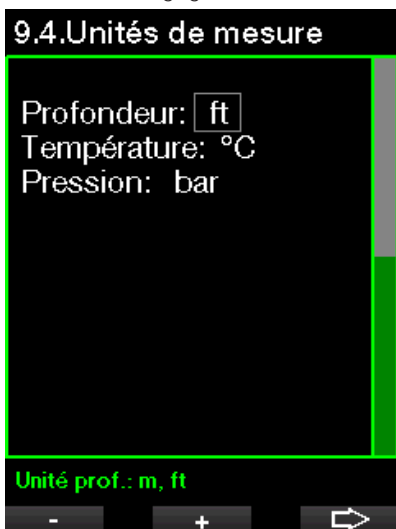 9.4.Unités de mesure
Profondeur: ft
Température: °C
Pression: bar
Unité prof.: m, ft
- +